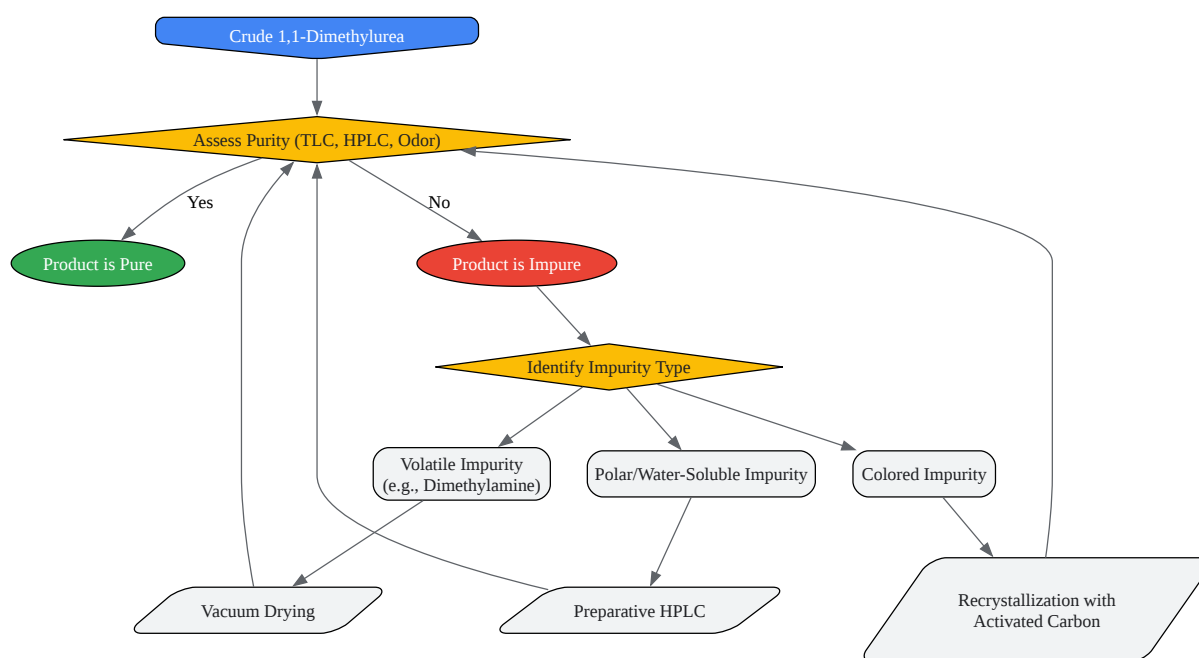 Crude 1,1-Dimethylurea
Assess Purity (TLC, HPLC, Odor)
Yes
No
Product is Pure
Product is Impure
Identify Impurity Type
Volatile Impurity
(e.g., Dimethylamine)
Polar/Water-Soluble Impurity
Colored Impurity
Vacuum Drying
Preparative HPLC
Recrystallization with
Activated Carbon